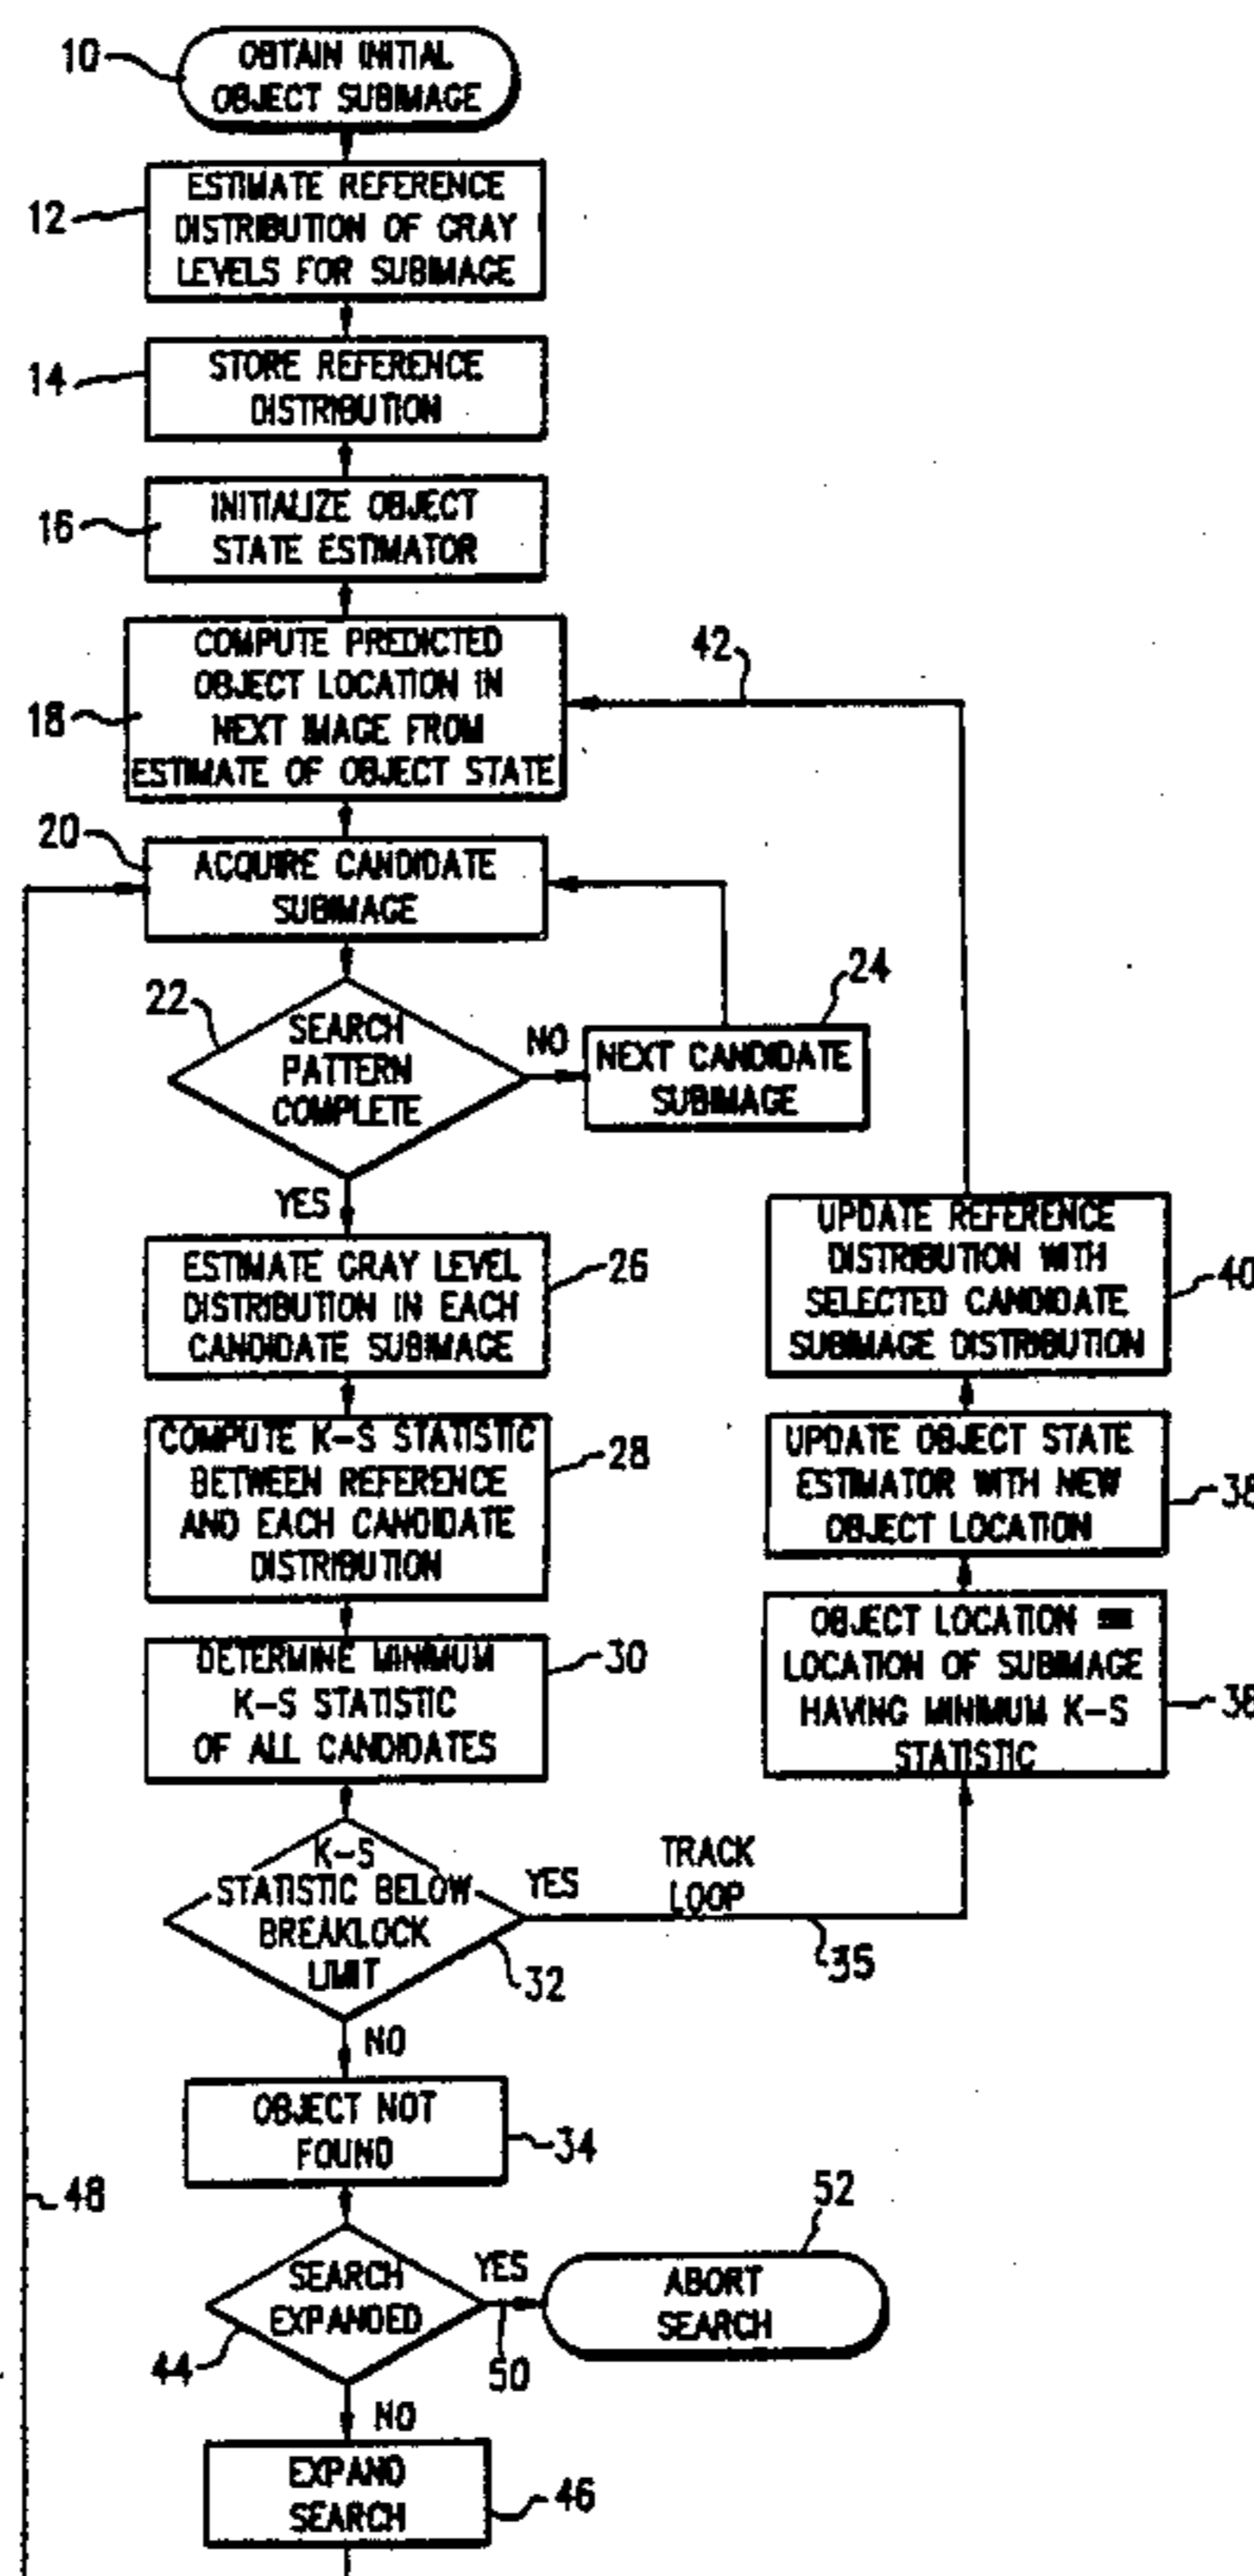 10
OBTAIN INITIAL
OBJECT SUBIMAGE
12
ESTIMATE REFERENCE
DISTRIBUTION OF GRAY
LEVELS FOR SUBIMAGE
14
STORE REFERENCE
DISTRIBUTION
16
INITIALIZE OBJECT
STATE ESTIMATOR
18
COMPUTE PREDICTED
OBJECT LOCATION IN
NEXT IMAGE FROM
ESTIMATE OF OBJECT STATE
42
20
ACQUIRE CANDIDATE
SUBIMAGE
22
SEARCH
PATTERN
COMPLETE
NO
24
NEXT CANDIDATE
SUBIMAGE
YES
ESTIMATE GRAY LEVEL
DISTRIBUTION IN EACH
CANDIDATE SUBIMAGE
26
UPDATE REFERENCE
DISTRIBUTION WITH
SELECTED CANDIDATE
SUBIMAGE DISTRIBUTION
40
COMPUTE K-S STATISTIC
BETWEEN REFERENCE
AND EACH CANDIDATE
DISTRIBUTION
28
UPDATE OBJECT STATE
ESTIMATOR WITH NEW
OBJECT LOCATION
38
DETERMINE MINIMUM
K-S STATISTIC
OF ALL CANDIDATES
30
OBJECT LOCATION =
LOCATION OF SUBIMAGE
HAVING MINIMUM K-S
STATISTIC
36
K-S
STATISTIC BELOW
BREAKLOCK
LIMIT
32
YES
TRACK
LOOP
35
NO
OBJECT NOT
FOUND
34
48
SEARCH
EXPANDED
44
YES
50
52
ABORT
SEARCH
NO
EXPAND
SEARCH
46